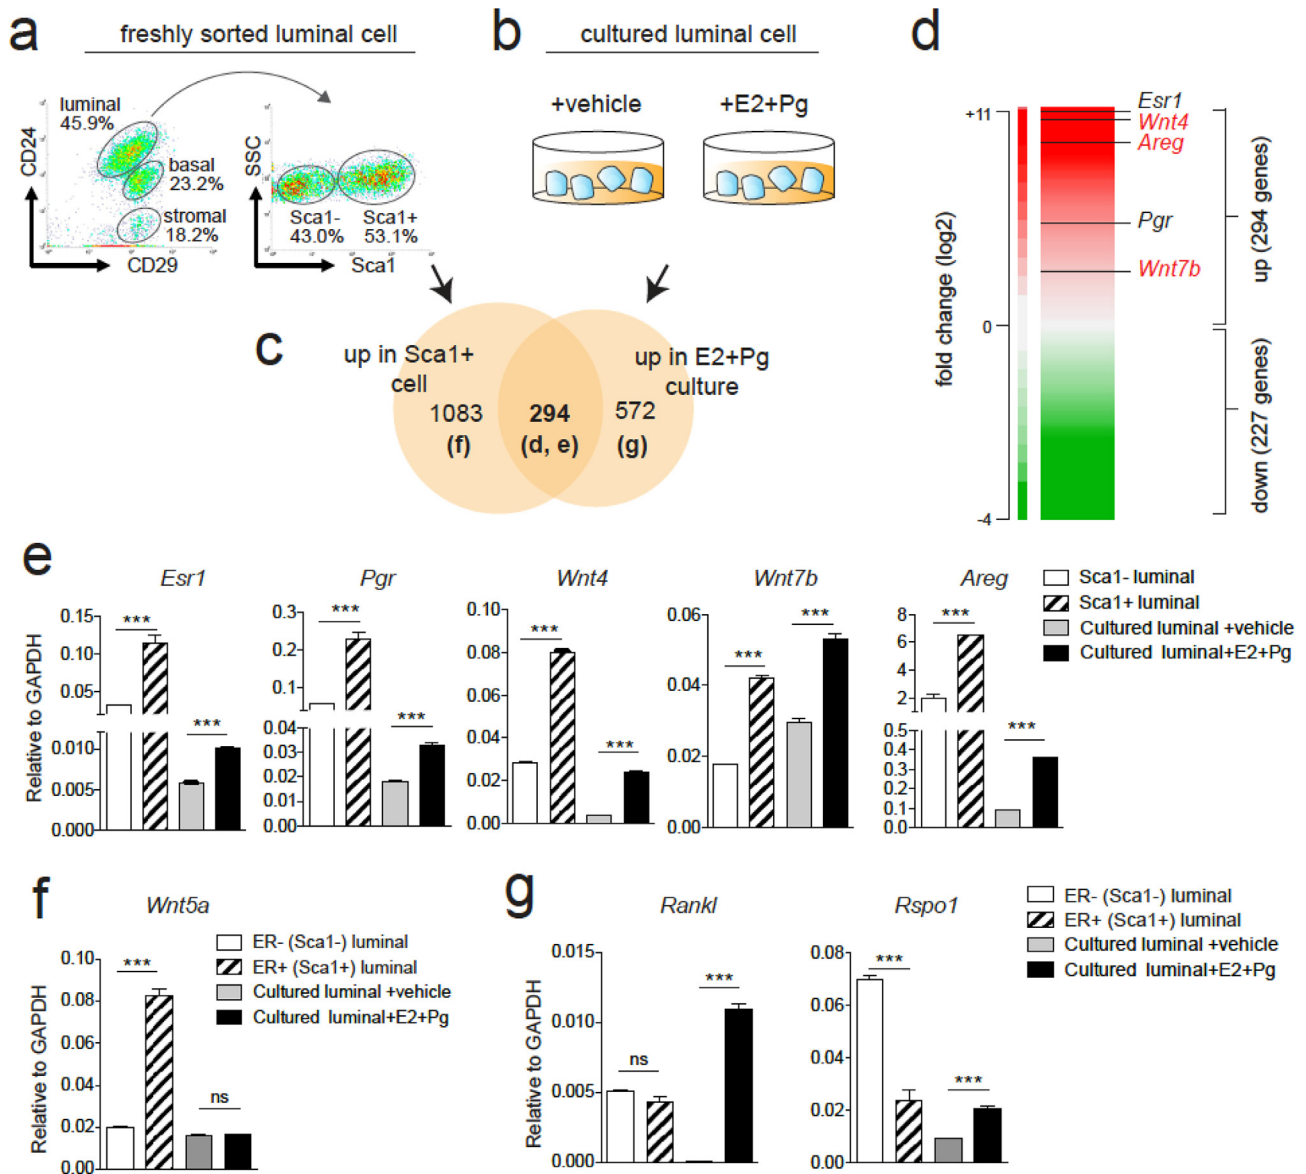 a
freshly sorted luminal cell
luminal
45.9%
basal
23.2%
stromal
18.2%
CD24
CD29
SSC
Sca1-
43.0%
Sca1+
53.1%
Sca1
b
cultured luminal cell
+vehicle
+E2+Pg
c
up in Sca1+
cell
1083
(f)
294
(d, e)
up in E2+Pg
culture
572
(g)
d
fold change (log2)
+11
0
-4
Esr1
Wnt4
Areg
Pgr
Wnt7b
up (294 genes)
down (227 genes)
e
Relative to GAPDH
Esr1
0.15
0.10
0.05
0.010
0.005
0.000
***
***
Pgr
0.3
0.2
0.1
0.04
0.03
0.02
0.01
0.00
***
***
Wnt4
0.10
0.08
0.06
0.04
0.02
0.00
***
***
Wnt7b
0.06
0.04
0.02
0.00
***
***
Areg
8
6
4
2
0.5
0.4
0.3
0.2
0.1
0.0
***
***
Sca1- luminal
Sca1+ luminal
Cultured luminal +vehicle
Cultured luminal+E2+Pg
f
Wnt5a
Relative to GAPDH
0.10
0.08
0.06
0.04
0.02
0.00
***
ns
ER- (Sca1-) luminal
ER+ (Sca1+) luminal
Cultured luminal +vehicle
Cultured luminal+E2+Pg
g
Relative to GAPDH
Rankl
0.015
0.010
0.005
0.000
ns
***
Rspo1
0.08
0.06
0.04
0.02
0.00
***
***
ER- (Sca1-) luminal
ER+ (Sca1+) luminal
Cultured luminal +vehicle
Cultured luminal+E2+Pg